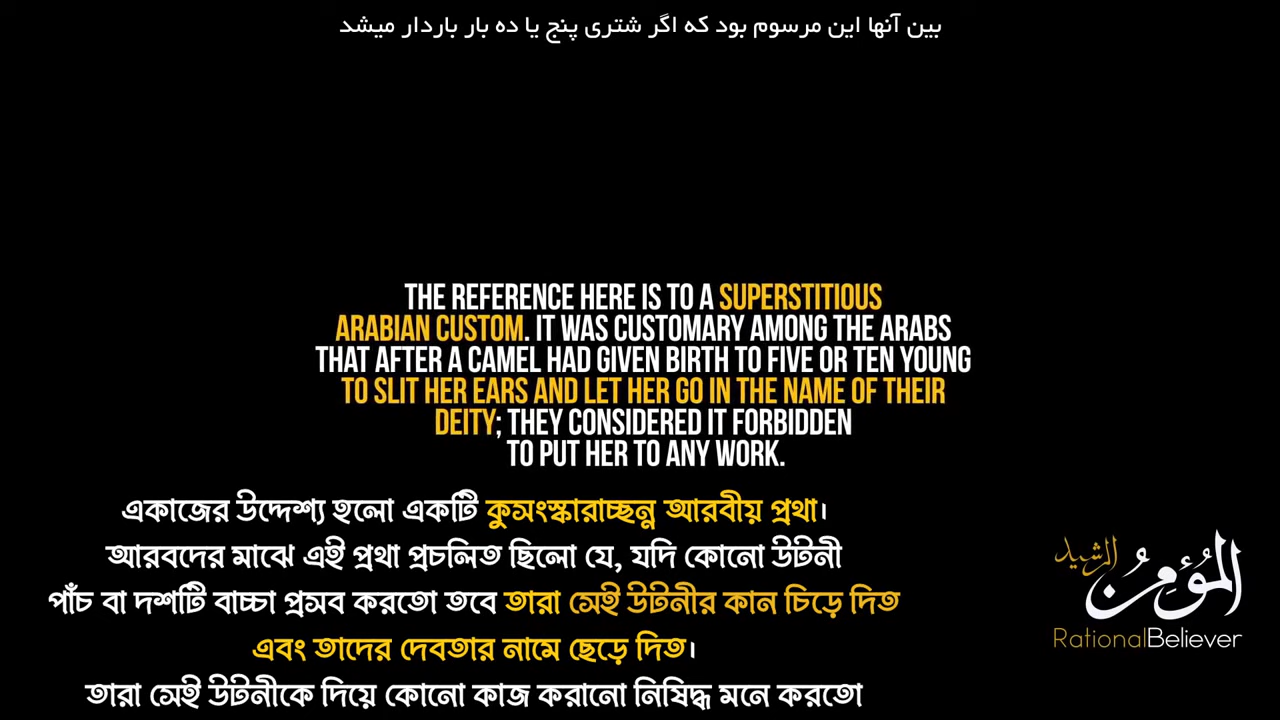 بین آنها این مرسوم بود که اگر شتری پنج یا ده بار باردار میشد
THE REFERENCE HERE IS TO A SUPERSTITIOUS
ARABIAN CUSTOM. IT WAS CUSTOMARY AMONG THE ARABS
THAT AFTER A CAMEL HAD GIVEN BIRTH TO FIVE OR TEN YOUNG
TO SLIT HER EARS AND LET HER GO IN THE NAME OF THEIR
DEITY; THEY CONSIDERED IT FORBIDDEN
TO PUT HER TO ANY WORK.
একাজের উদ্দেশ্য হলো একটি কুসংস্কারাচ্ছন্ন আরবীয় প্রথা।
আরবদের মাঝে এই প্রথা প্রচলিত ছিলো যে, যদি কোনো উটনী
পাঁচ বা দশটি বাচ্চা প্রসব করতো তবে তারা সেই উটনীর কান চিড়ে দিত
এবং তাদের দেবতার নামে ছেড়ে দিত।
তারা সেই উটনীকে দিয়ে কোনো কাজ করানো নিষিদ্ধ মনে করতো
المُؤمِنُ الرشيد
RationalBeliever